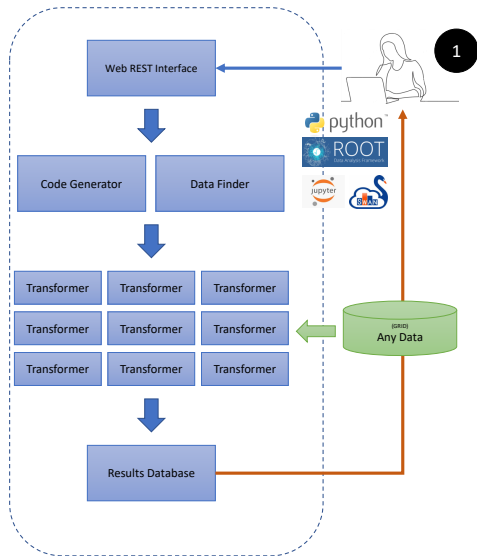 1
Web REST Interface
python™
ROOT
Data Analysis Framework
Code Generator
Data Finder
jupyter
SWAN
Transformer
Transformer
Transformer
Transformer
Transformer
Transformer
Transformer
Transformer
Transformer
(GRID)
Any Data
Results Database